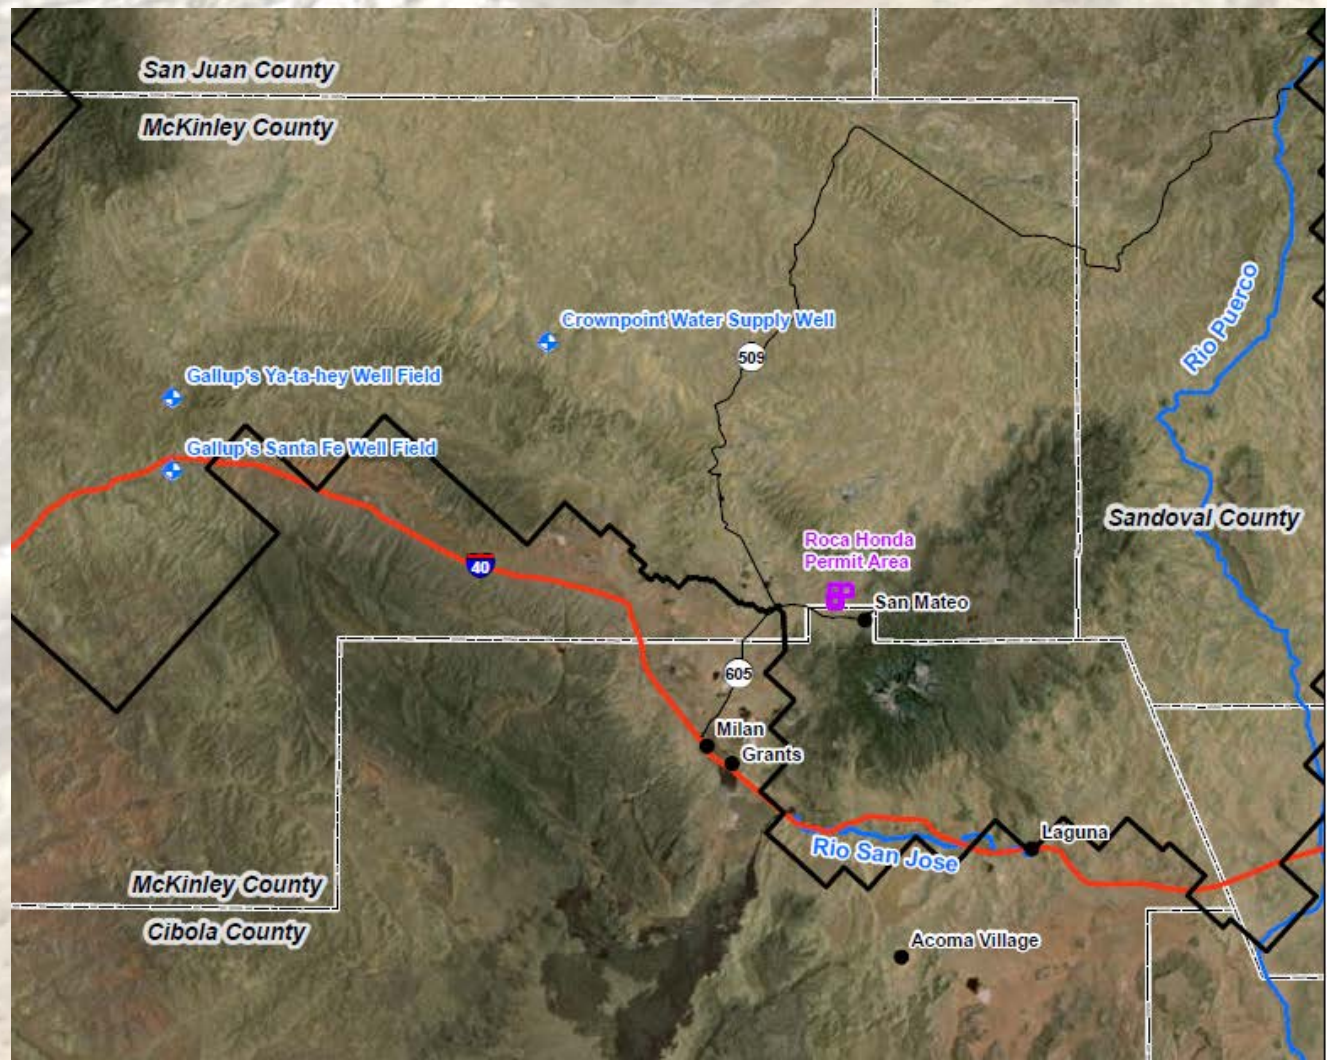 San Juan County
McKinley County
Rio Puerco
Crownpoint Water Supply Well
509
Gallup's Ya-ta-hey Well Field
Gallup's Santa Fe Well Field
Sandoval County
Roca Honda
Permit Area
40
San Mateo
605
Milan
Grants
Laguna
Rio San Jose
McKinley County
Cibola County
Acoma Village